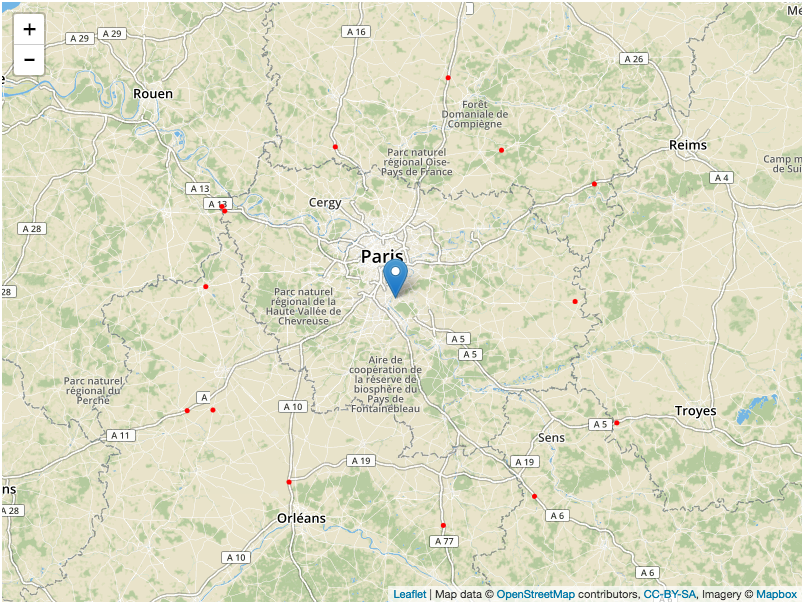 +
−
A 29
A 29
A 16
A 26
Me
Rouen
Forêt
Domaniale de
Compiègne
Reims
Parc naturel
régional Oise-
Pays de France
Camp m
de Sui
A 4
A 13
A 13
Cergy
A 28
Paris
28
Parc naturel
régional de la
Haute Vallée de
Chevreuse
A 5
A 5
Aire de
coopération de
la réserve de
biosphère du
Pays de
Fontainebleau
Parc naturel
régional du
Perche
A
A 10
A 11
Troyes
A 5
Sens
A 19
A 19
ns
A 28
Orléans
A 6
A 77
A 10
A 6
Leaflet | Map data © OpenStreetMap contributors, CC-BY-SA, Imagery © Mapbox